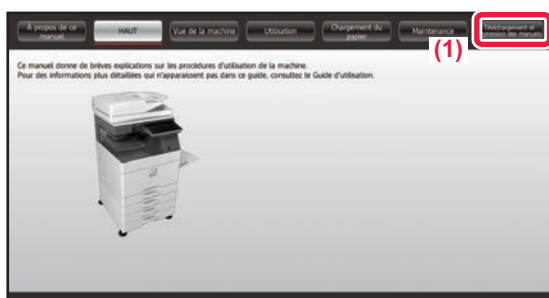 À propos de ce
manuel
HAUT
Vue de la machine
Utilisation
Chargement du
papier
Maintenance
Téléchargement et
impression des manuels
(1)
Ce manuel donne de brèves explications sur les procédures d'utilisation de la machine.
Pour des informations plus détaillées qui n'apparaissent pas dans ce guide, consultez le Guide d'utilisation.